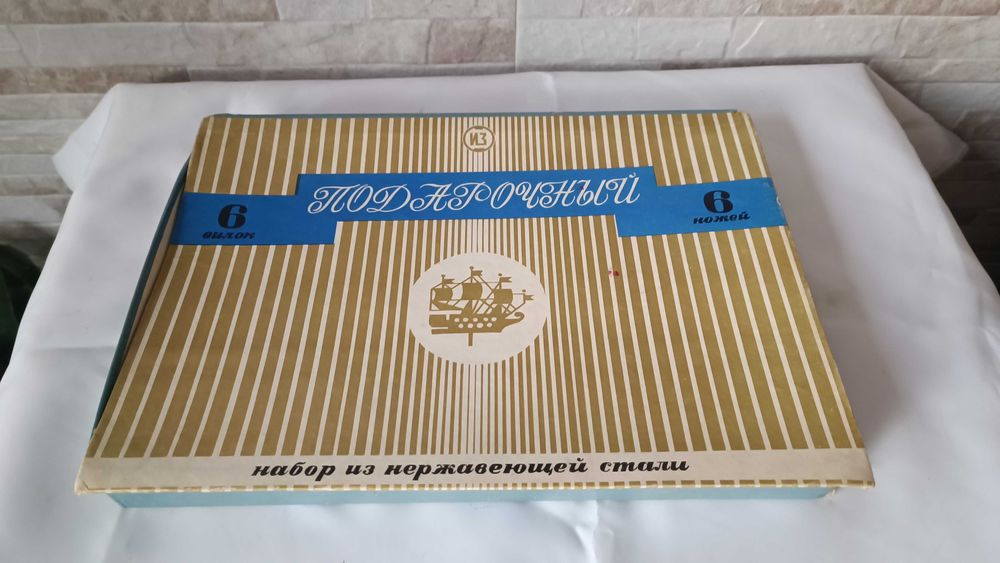 ИЗ
ПОДАРОЧНЫЙ
6
вилок
6
ножей
набор из нержавеющей стали